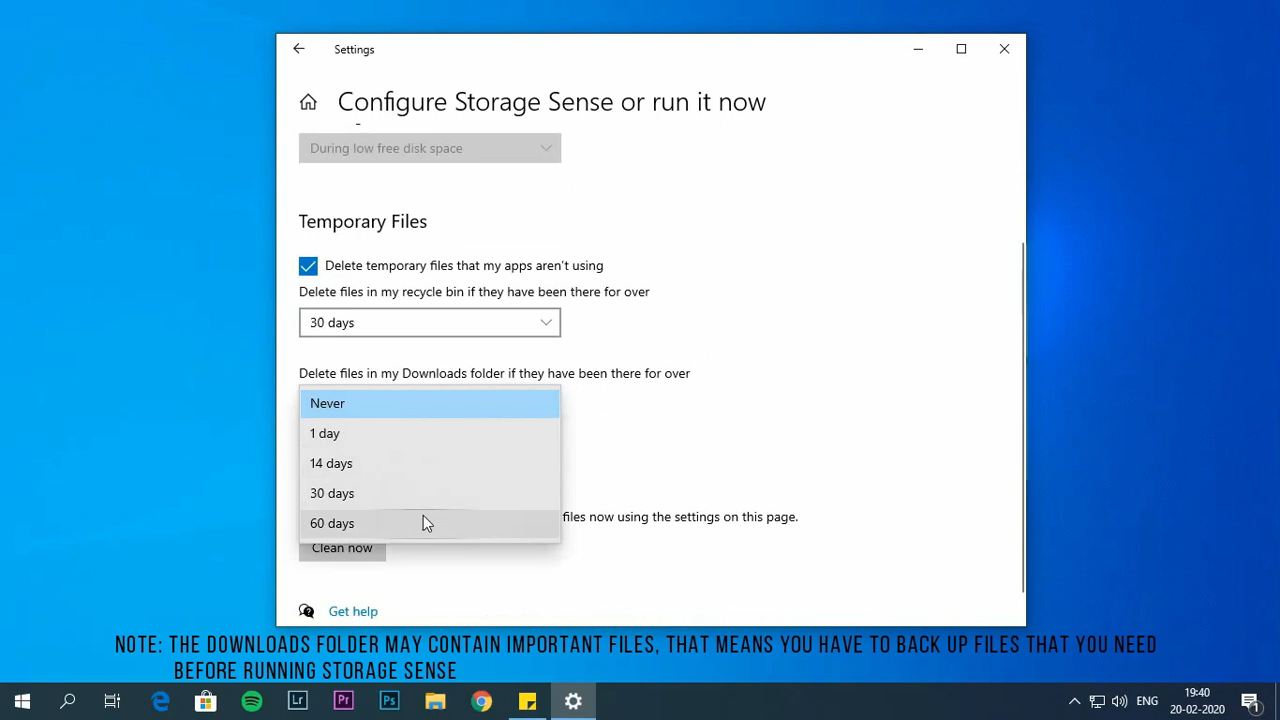 Settings
Configure Storage Sense or run it now
During low free disk space
Temporary Files
Delete temporary files that my apps aren't using
Delete files in my recycle bin if they have been there for over
30 days
Delete files in my Downloads folder if they have been there for over
Never
1 day
14 days
30 days
60 days
files now using the settings on this page.
Clean now
Get help
NOTE: THE DOWNLOADS FOLDER MAY CONTAIN IMPORTANT FILES, THAT MEANS YOU HAVE TO BACK UP FILES THAT YOU NEED
BEFORE RUNNING STORAGE SENSE
Lr
Pr
Ps
ENG
19:40
20-02-2020
1